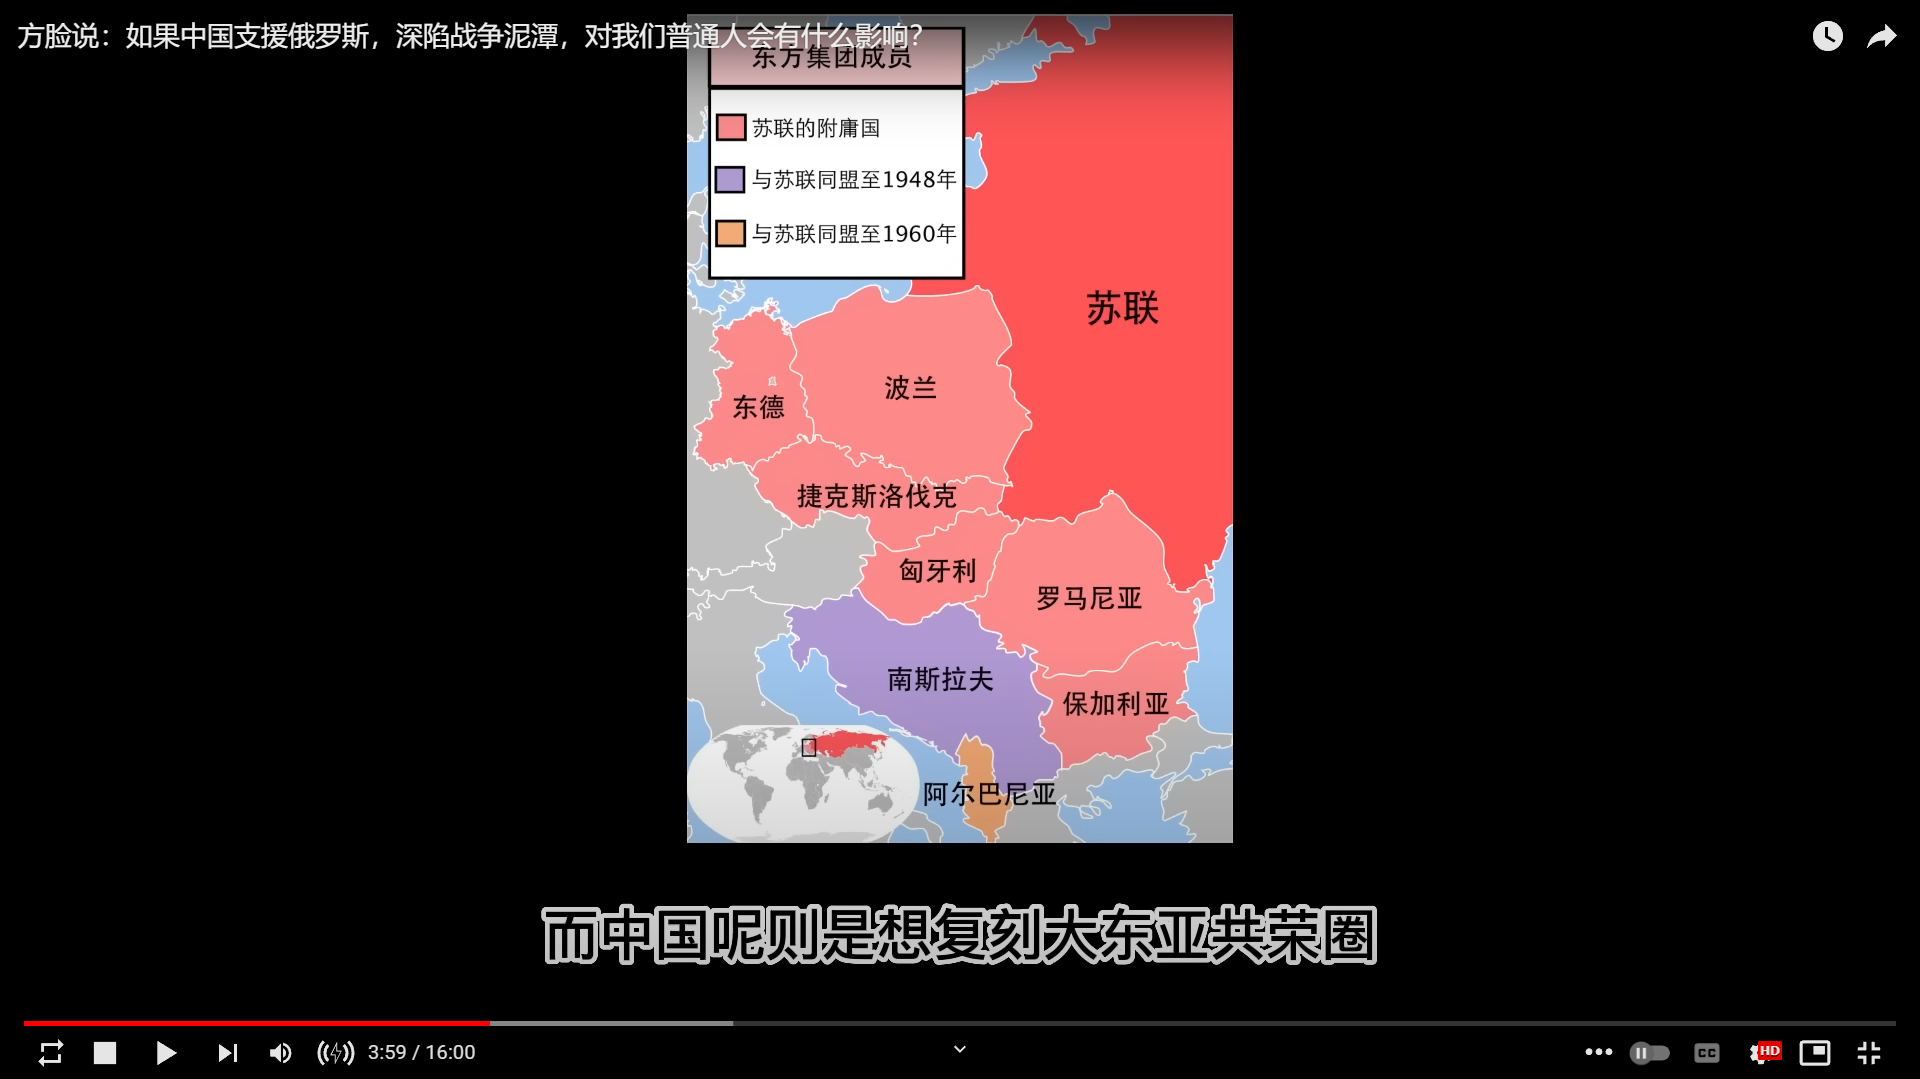 方脸说：如果中国支援俄罗斯，深陷战争泥潭，对我们普通人会有什么影响？
东方集团成员
苏联的附庸国
与苏联同盟至1948年
与苏联同盟至1960年
苏联
波兰
东德
捷克斯洛伐克
匈牙利
罗马尼亚
南斯拉夫
保加利亚
阿尔巴尼亚
而中国呢则是想复刻大东亚共荣圈
3:59 / 16:00
CC
HD